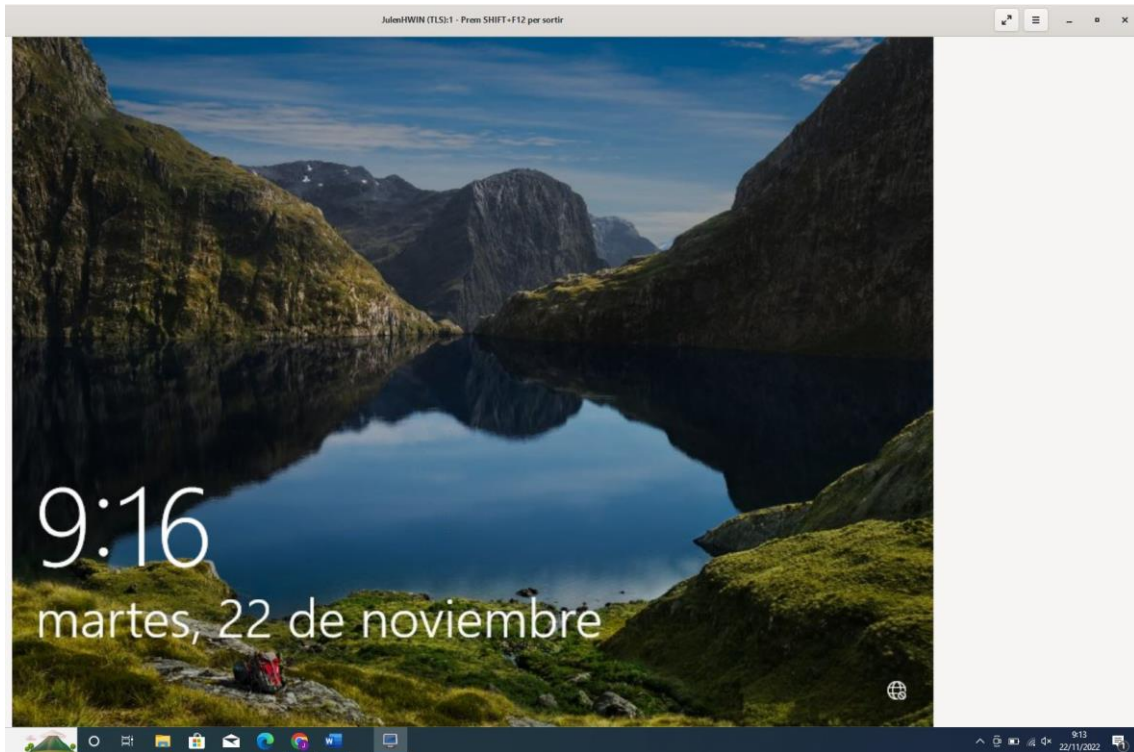 JulenHWIN (TLS):1 - Prem SHIFT+F12 per sortir
9:16
martes, 22 de noviembre
9:13
22/11/2022